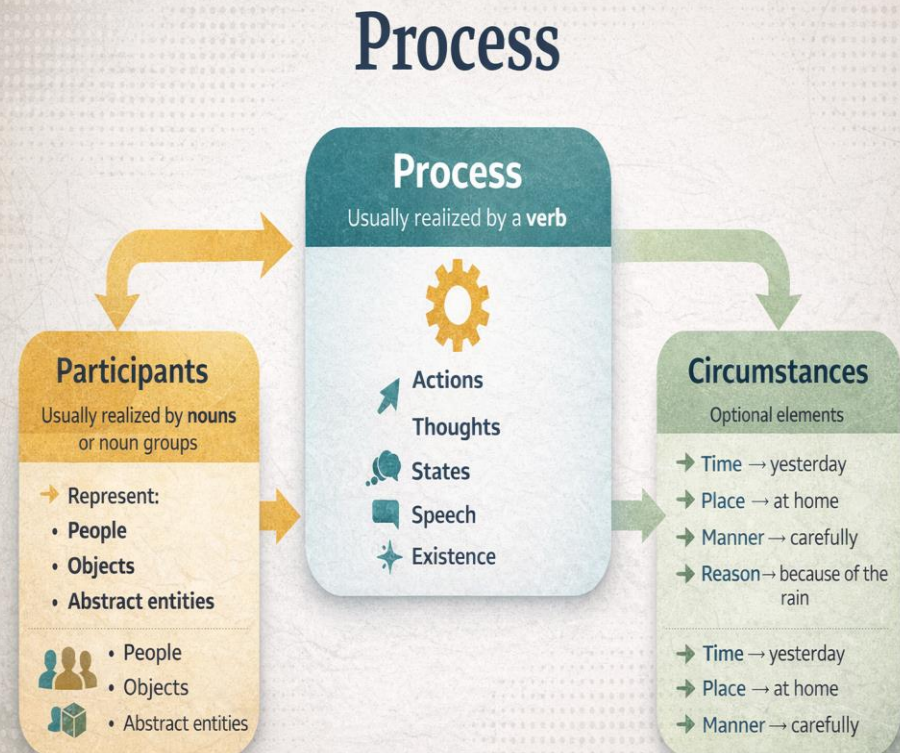 Process
Process
Usually reaiized by a verb
Actions
Thoughts
States
Speech
Existence
Participants
Usually realized by nouns
or noun groups
→ Represent:
• People
• Objects
• Abstract entities
• People
• Objects
• Abstract entities
Circumstances
Optional elements
→ Time → yesterday
→ Place → at home
→ Manner → carefully
→ Reason → because of the
rain
→ Time → yesterday
→ Place → at home
→ Manner → carefully